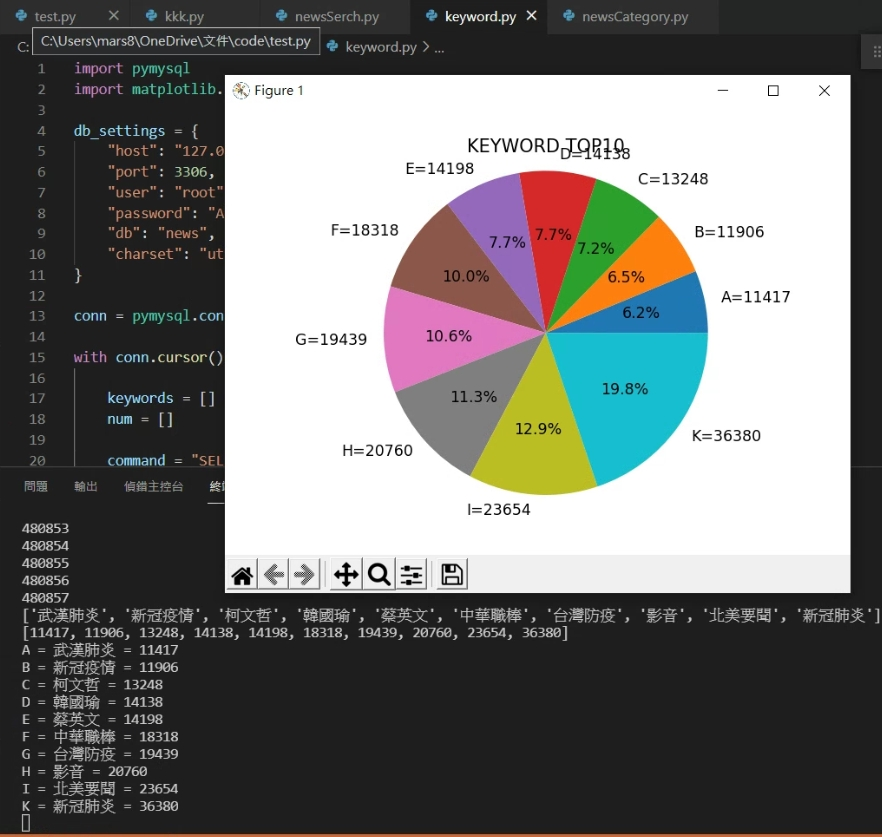 test.py
kkk.py
newsSerch.py
keyword.py
newsCategory.py
C:
C:\Users\mars8\OneDrive\文件\code\test.py
keyword.py > ...
1 import pymysql
2 import matplotlib.
3
4 db_settings = {
5 "host": "127.0
6 "port": 3306,
7 "user": "root"
8 "password": "A
9 "db": "news",
10 "charset": "ut
11 }
12
13 conn = pymysql.con
14
15 with conn.cursor()
16
17 keywords = []
18 num = []
19
20 command = "SEL
Figure 1
KEYWORD TOP10
D=14138
E=14198
C=13248
F=18318
B=11906
A=11417
G=19439
H=20760
K=36380
I=23654
7.7%
7.7%
7.2%
10.0%
6.5%
6.2%
10.6%
11.3%
19.8%
12.9%
問題
輸出
偵錯主控台
480853
480854
480855
480856
480857
['武漢肺炎', '新冠疫情', '柯文哲', '韓國瑜', '蔡英文', '中華職棒', '台灣防疫', '影音', '北美要聞', '新冠肺炎']
[11417, 11906, 13248, 14138, 14198, 18318, 19439, 20760, 23654, 36380]
A = 武漢肺炎 = 11417
B = 新冠疫情 = 11906
C = 柯文哲 = 13248
D = 韓國瑜 = 14138
E = 蔡英文 = 14198
F = 中華職棒 = 18318
G = 台灣防疫 = 19439
H = 影音 = 20760
I = 北美要聞 = 23654
K = 新冠肺炎 = 36380